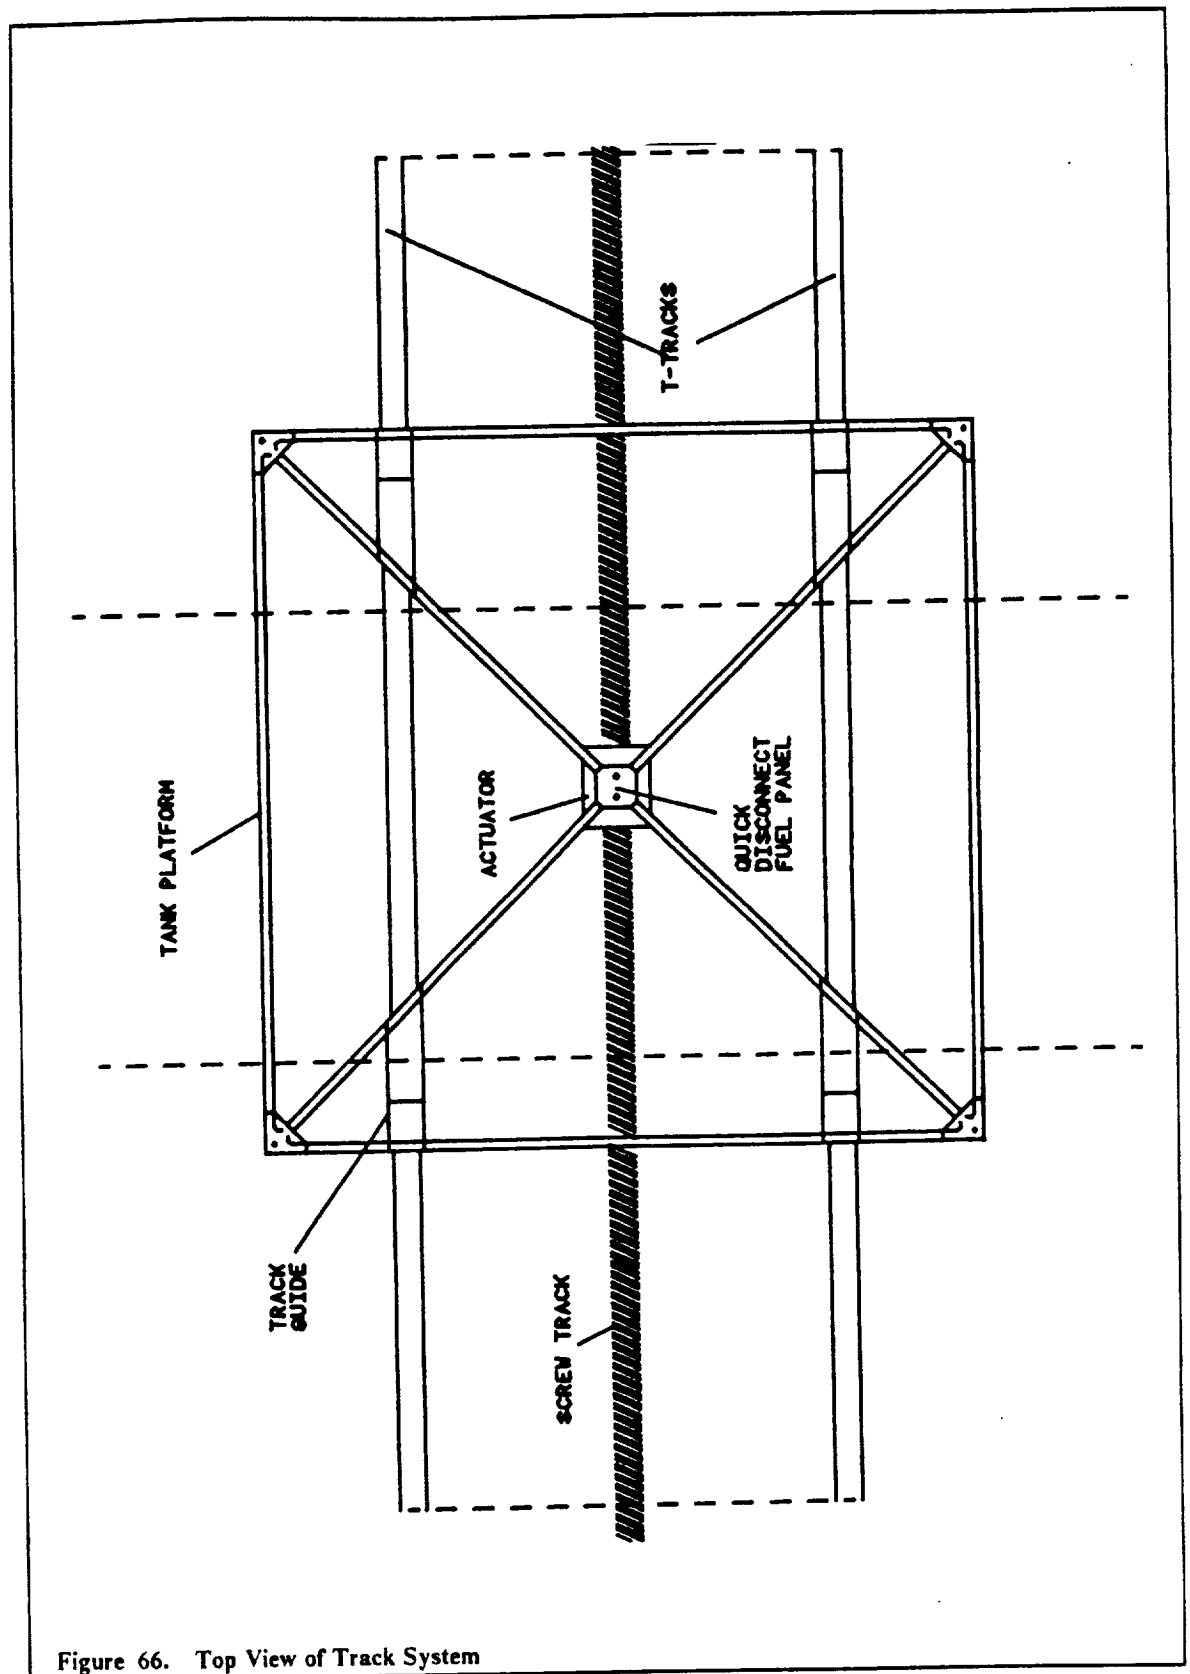 TANK PLATFORM
TRACK
GUIDE
ACTUATOR
SCREW TRACK
T-TRACKS
QUICK
DISCONNECT
FUEL PANEL
Figure 66. Top View of Track System